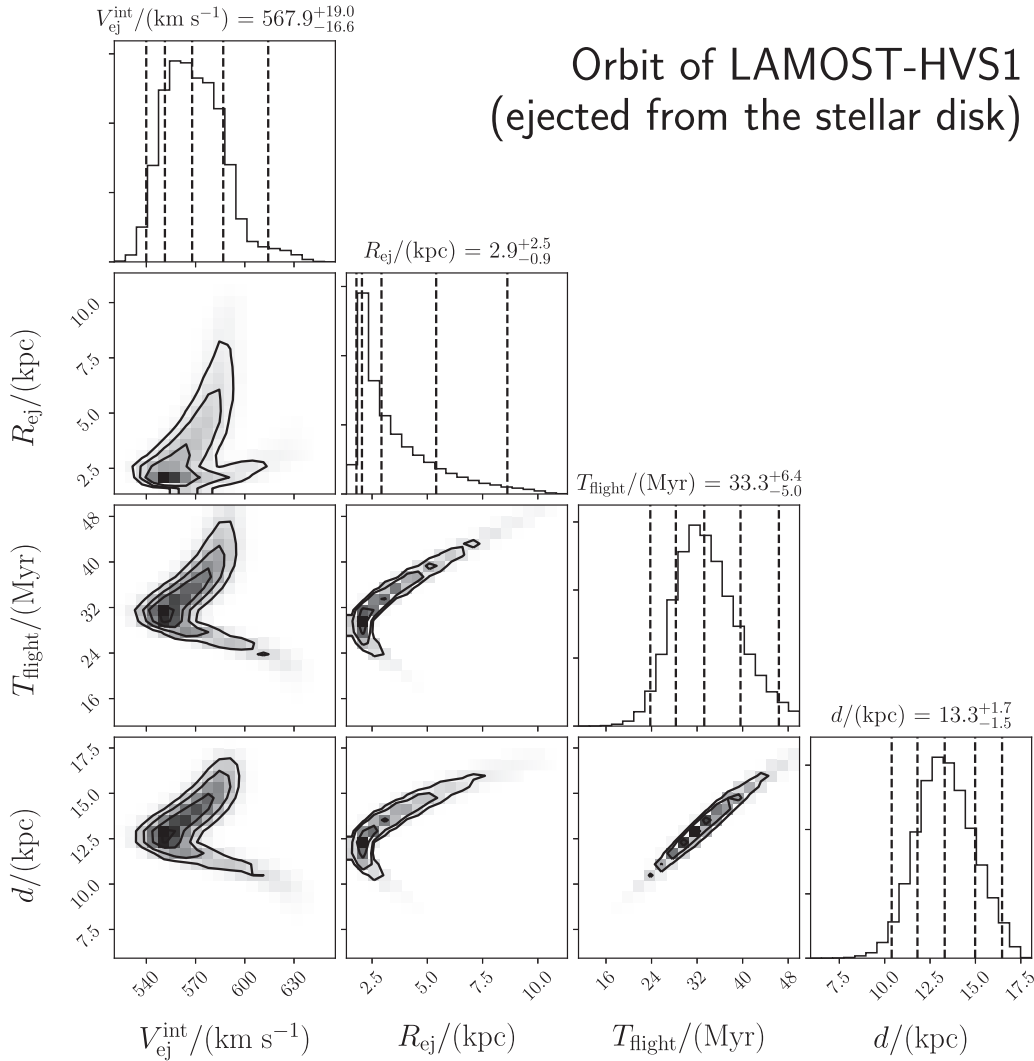 V_ej^int/(km s⁻¹) = 567.9^{+19.0}_{−16.6}
Orbit of LAMOST-HVS1
(ejected from the stellar disk)
R_ej/(kpc) = 2.9^{+2.5}_{−0.9}
10.0
7.5
5.0
2.5
R_ej/(kpc)
T_flight/(Myr) = 33.3^{+6.4}_{−5.0}
48
40
32
24
16
T_flight/(Myr)
d/(kpc) = 13.3^{+1.7}_{−1.5}
17.5
15.0
12.5
10.0
7.5
d/(kpc)
540 570 600 630
2.5 5.0 7.5 10.0
16 24 32 40 48
7.5 10.0 12.5 15.0 17.5
V_ej^int/(km s⁻¹)
R_ej/(kpc)
T_flight/(Myr)
d/(kpc)